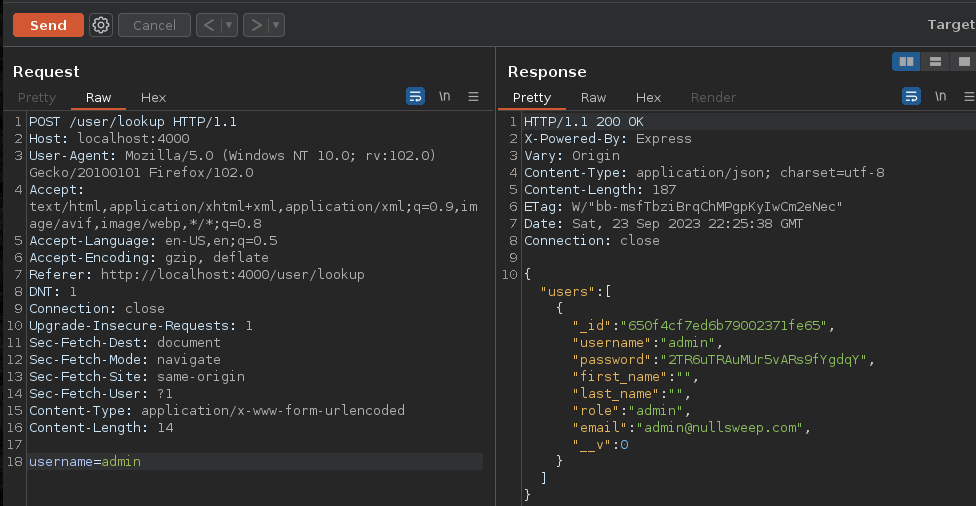 Send Cancel < > Target
Request
Pretty Raw Hex \n
1 POST /user/lookup HTTP/1.1
2 Host: localhost:4000
3 User-Agent: Mozilla/5.0 (Windows NT 10.0; rv:102.0)
Gecko/20100101 Firefox/102.0
4 Accept:
text/html,application/xhtml+xml,application/xml;q=0.9,im
age/avif,image/webp,*/*;q=0.8
5 Accept-Language: en-US,en;q=0.5
6 Accept-Encoding: gzip, deflate
7 Referer: http://localhost:4000/user/lookup
8 DNT: 1
9 Connection: close
10 Upgrade-Insecure-Requests: 1
11 Sec-Fetch-Dest: document
12 Sec-Fetch-Mode: navigate
13 Sec-Fetch-Site: same-origin
14 Sec-Fetch-User: ?1
15 Content-Type: application/x-www-form-urlencoded
16 Content-Length: 14
17
18 username=admin
Response
Pretty Raw Hex Render \n
1 HTTP/1.1 200 OK
2 X-Powered-By: Express
3 Vary: Origin
4 Content-Type: application/json; charset=utf-8
5 Content-Length: 187
6 ETag: W/"bb-msfTbziBrqChMPgpKyIwCm2eNec"
7 Date: Sat, 23 Sep 2023 22:25:38 GMT
8 Connection: close
9
10 {
"users":[
{
"_id":"650f4cf7ed6b79002371fe65",
"username":"admin",
"password":"2TR6uTRAuMUr5vARs9fYgdqY",
"first_name":"",
"last_name":"",
"role":"admin",
"email":"admin@nullsweep.com",
"__v":0
}
]
}